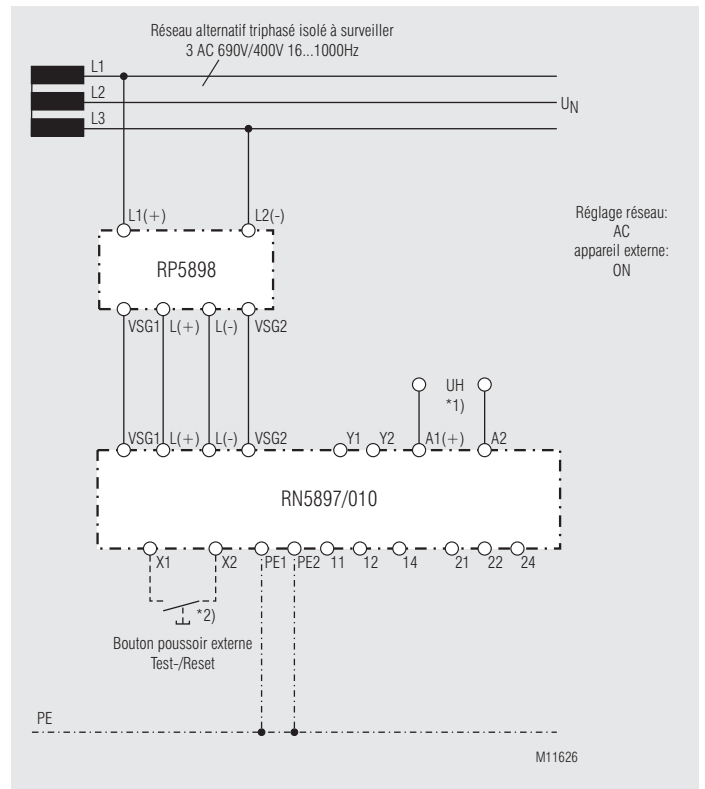 Réseau alternatif triphasé isolé à surveiller
3 AC 690V/400V 16...1000Hz
L1
L2
L3
UN
L1(+) L2(-)
Réglage réseau:
AC
appareil externe:
ON
RP5898
VSG1 L(+) L(-) VSG2
UH
*1)
VSG1 L(+) L(-) VSG2 Y1 Y2 A1(+) A2
RN5897/010
X1 X2 PE1 PE2 11 12 14 21 22 24
*2)
Bouton poussoir externe
Test-/Reset
PE
M11626